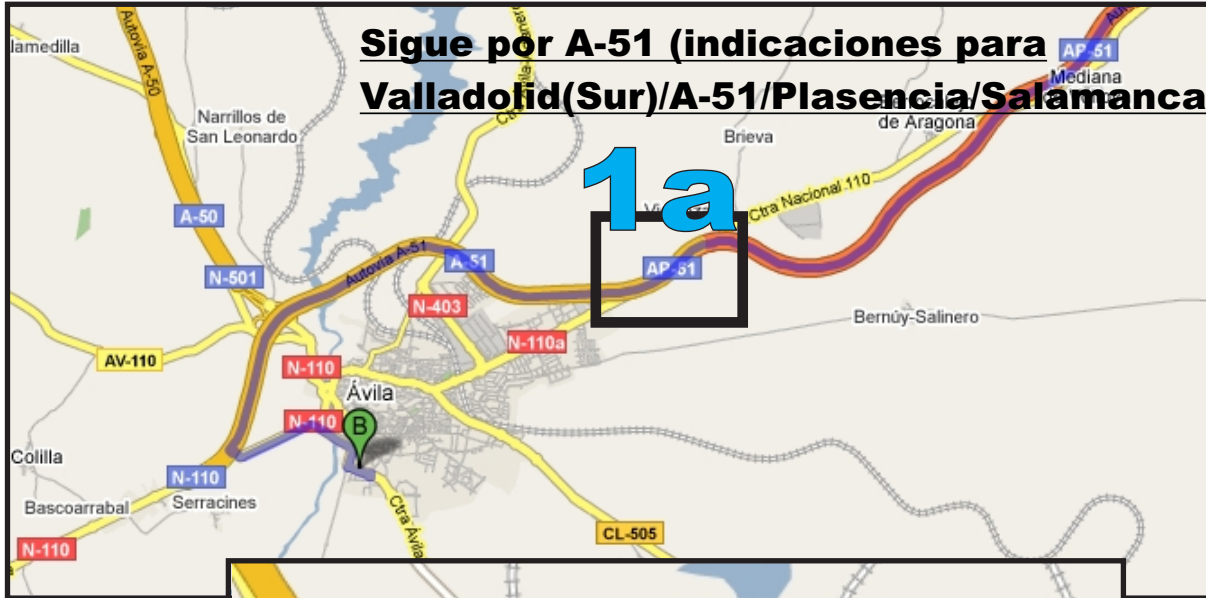 Sigue por A-51 (indicaciones para
Valladolid(Sur)/A-51/Plasencia/Salamanca
1a
lamedilla
Autovía A-50
AP-51
Mediana
de Aragona
Narrillos de
San Leonardo
Brieva
Ctra Nacional 110
A-50
N-501
Autovía A-51
A-51
AP-51
N-403
Bernúy-Salinero
N-110a
AV-110
N-110
Ávila
N-110
B
Colilla
N-110
Bascoarrabal
Serracines
Ctra Ávila
CL-505
N-110